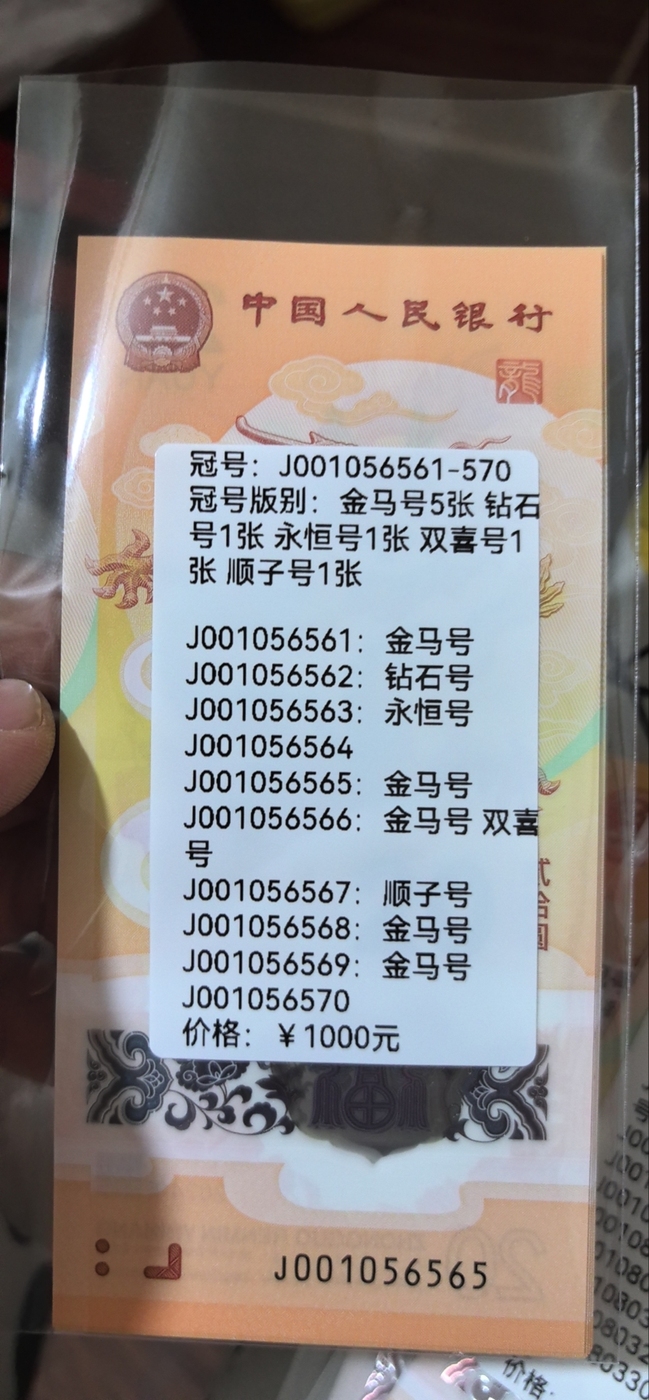 中国人民银行
龍
冠号：J001056561-570
冠号版别：金马号5张 钻石
号1张 永恒号1张 双喜号1
张 顺子号1张
J001056561：金马号
J001056562：钻石号
J001056563：永恒号
J001056564
J001056565：金马号
J001056566：金马号 双喜
号
J001056567：顺子号
J001056568：金马号
J001056569：金马号
J001056570
价格：￥1000元
J001056565
价格：